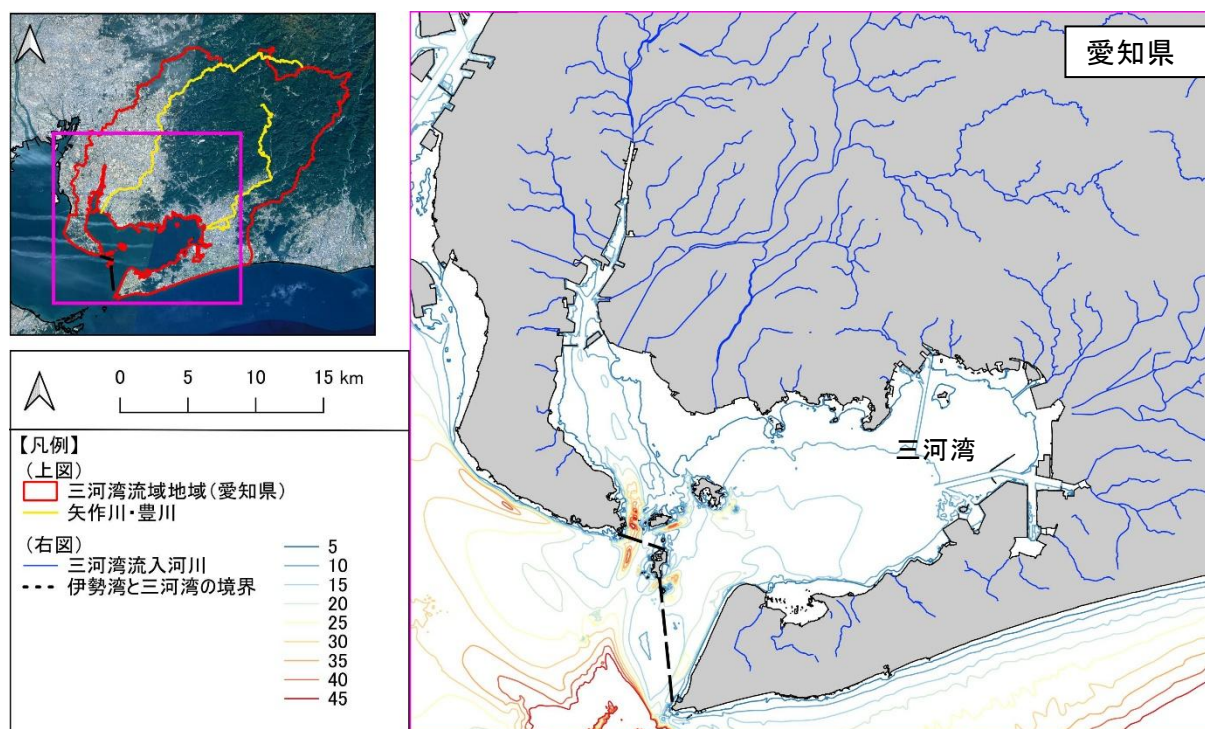 愛知県
三河湾
0 5 10 15 km
【凡例】
(上図)
三河湾流域地域(愛知県)
矢作川・豊川
(右図)
三河湾流入河川
伊勢湾と三河湾の境界
5
10
15
20
25
30
35
40
45